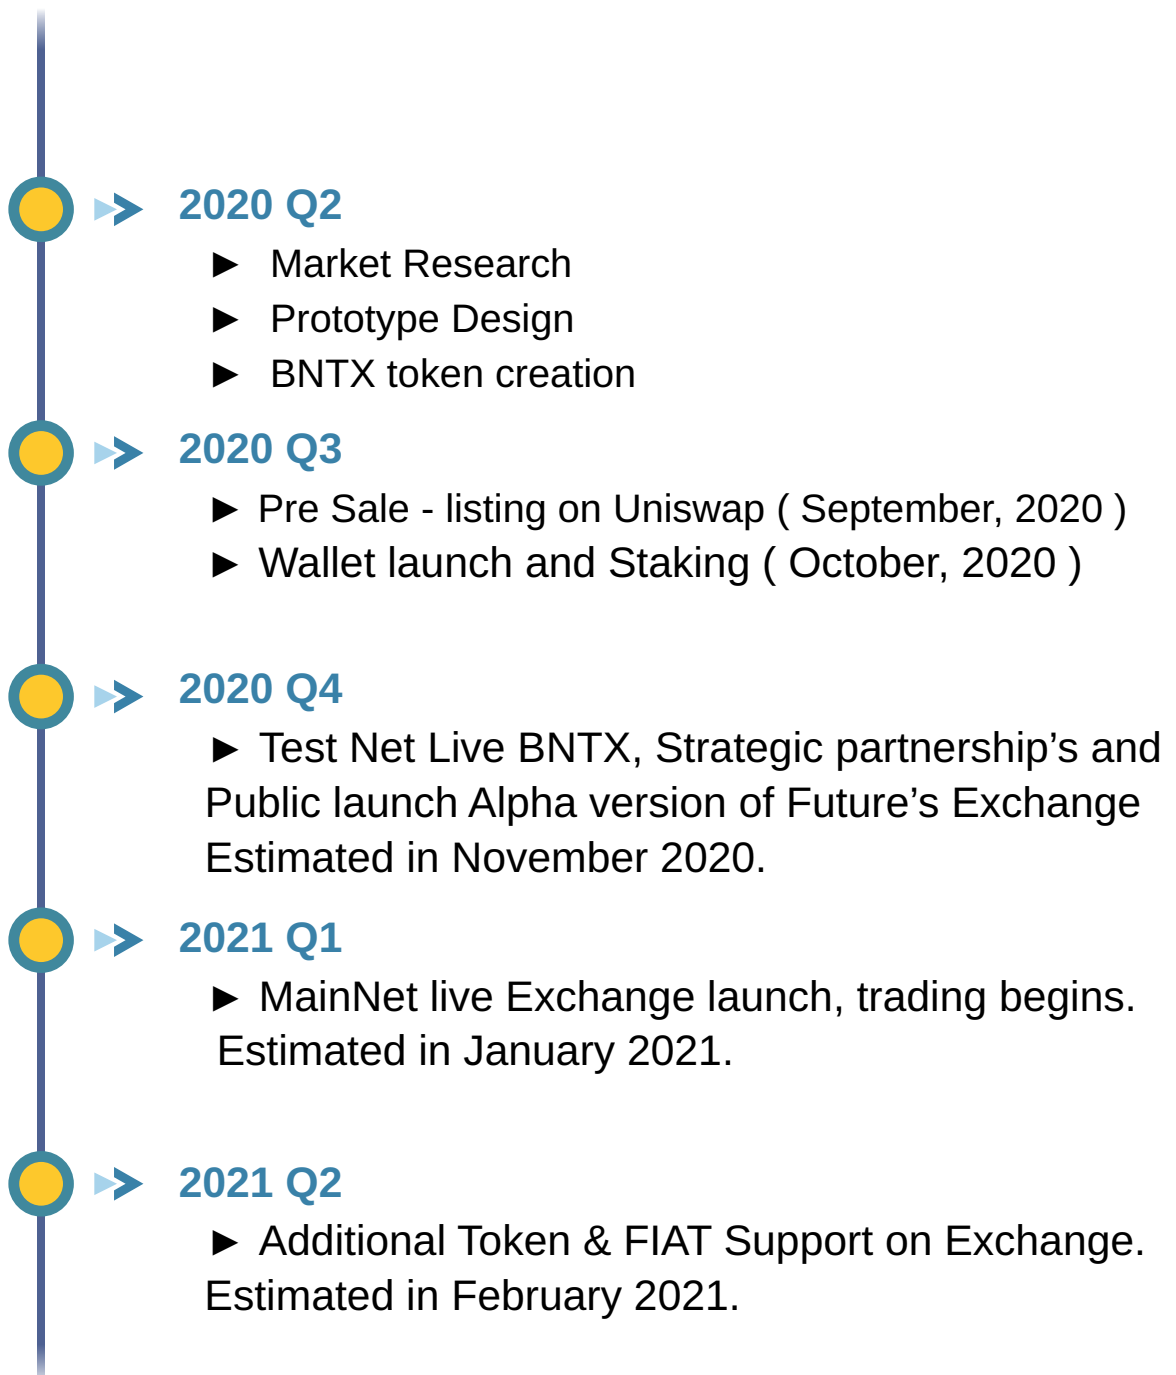 2020 Q2
► Market Research
► Prototype Design
► BNTX token creation
2020 Q3
► Pre Sale - listing on Uniswap ( September, 2020 )
► Wallet launch and Staking ( October, 2020 )
2020 Q4
► Test Net Live BNTX, Strategic partnership’s and
Public launch Alpha version of Future’s Exchange
Estimated in November 2020.
2021 Q1
► MainNet live Exchange launch, trading begins.
Estimated in January 2021.
2021 Q2
► Additional Token & FIAT Support on Exchange.
Estimated in February 2021.